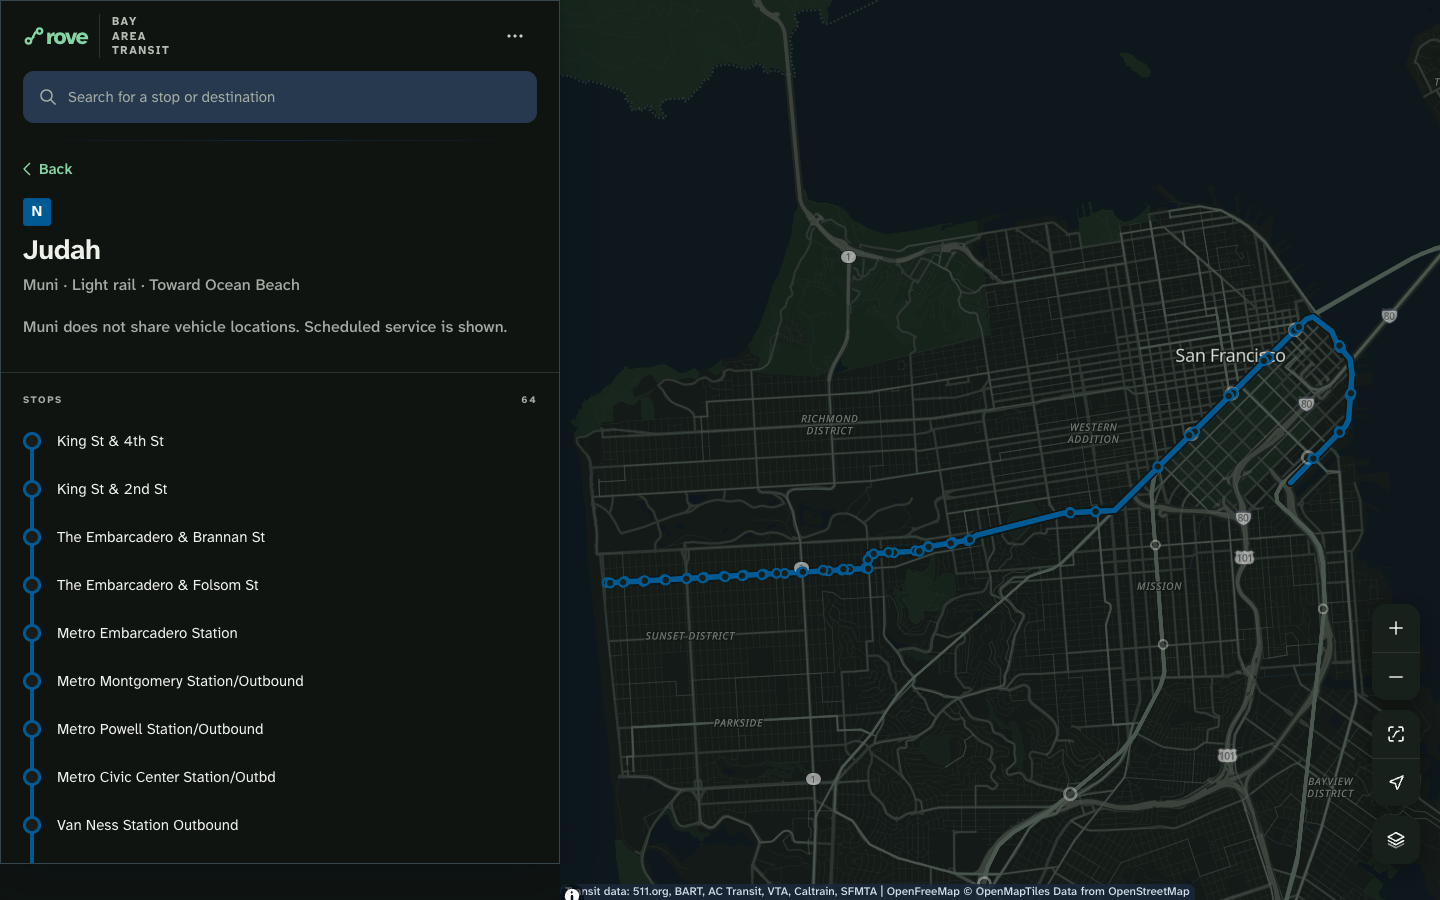 rove
BAY
AREA
TRANSIT
Search for a stop or destination
Back
N
Judah
Muni · Light rail · Toward Ocean Beach
Muni does not share vehicle locations. Scheduled service is shown.
STOPS
64
King St & 4th St
King St & 2nd St
The Embarcadero & Brannan St
The Embarcadero & Folsom St
Metro Embarcadero Station
Metro Montgomery Station/Outbound
Metro Powell Station/Outbound
Metro Civic Center Station/Outbd
Van Ness Station Outbound
1
80
San Francisco
80
RICHMOND
DISTRICT
WESTERN
ADDITION
80
101
MISSION
SUNSET DISTRICT
PARKSIDE
101
1
BAYVIEW
DISTRICT
nsit data: 511.org, BART, AC Transit, VTA, Caltrain, SFMTA | OpenFreeMap © OpenMapTiles Data from OpenStreetMap